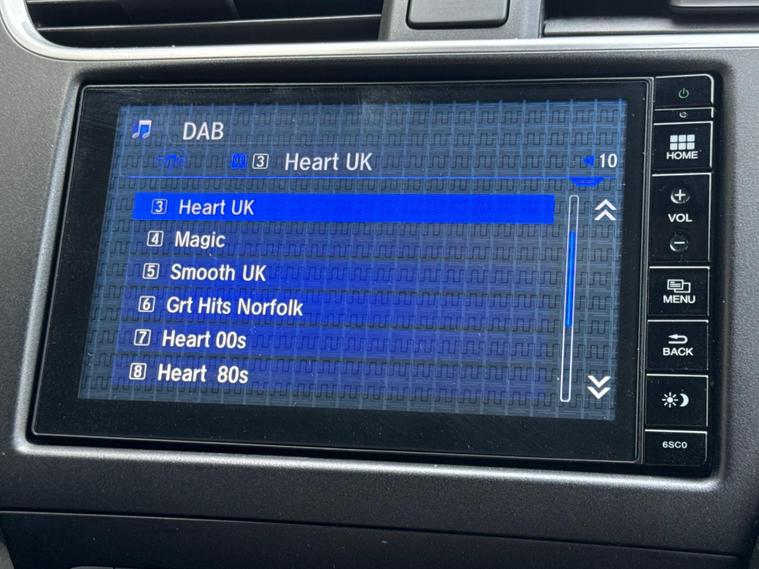 DAB
3 Heart UK
10
3 Heart UK
4 Magic
5 Smooth UK
6 Grt Hits Norfolk
7 Heart 00s
8 Heart 80s
HOME
+
VOL
−
MENU
BACK
6SC0